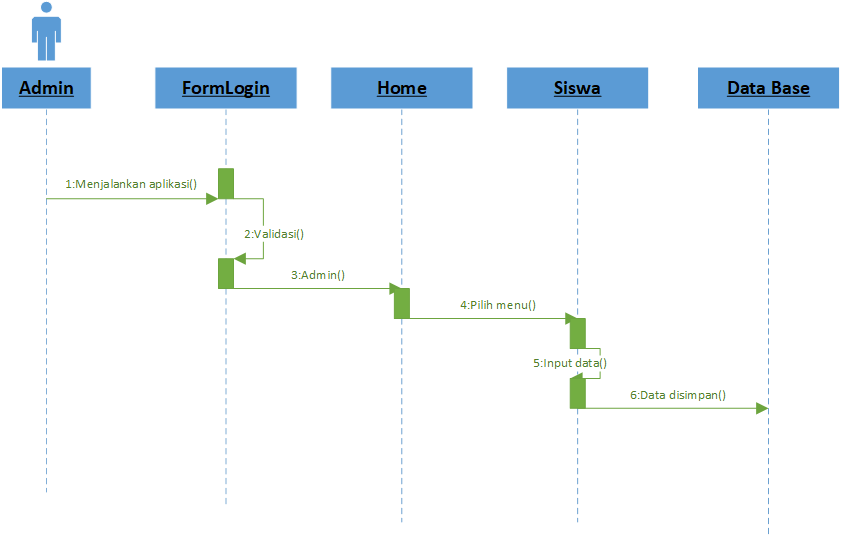 Admin
FormLogin
Home
Siswa
Data Base
1:Menjalankan aplikasi()
2:Validasi()
3:Admin()
4:Pilih menu()
5:Input data()
6:Data disimpan()